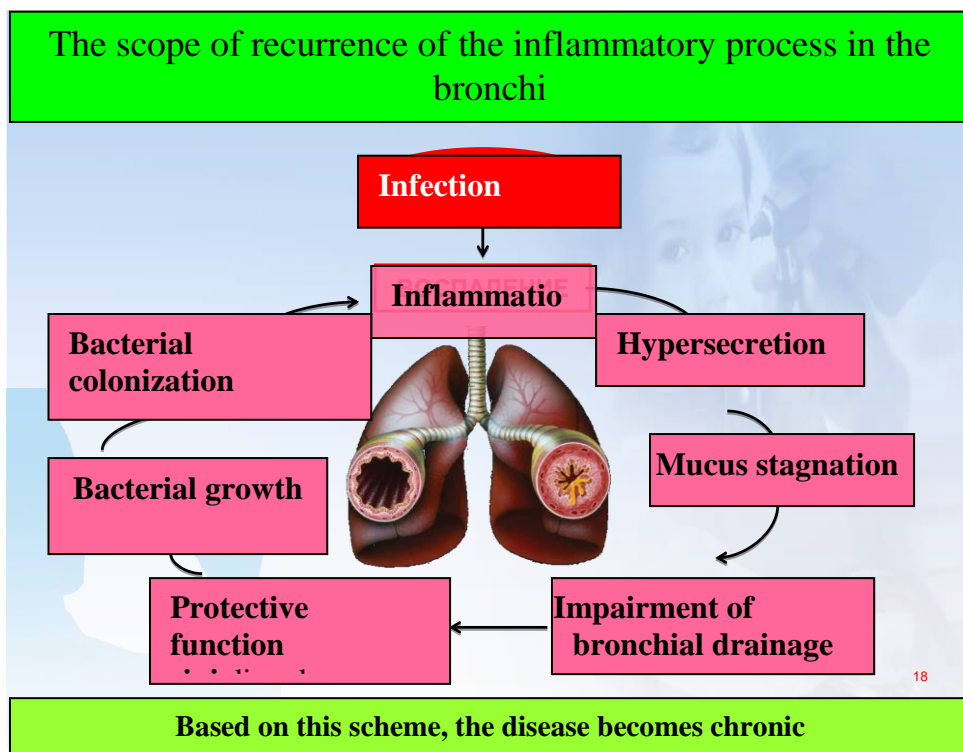 The scope of recurrence of the inflammatory process in the
bronchi
Infection
ВОСПАЛЕНИЕ
Inflammatio
Hypersecretion
Mucus stagnation
Impairment of
bronchial drainage
Protective
function
Bacterial growth
Bacterial
colonization
18
Based on this scheme, the disease becomes chronic